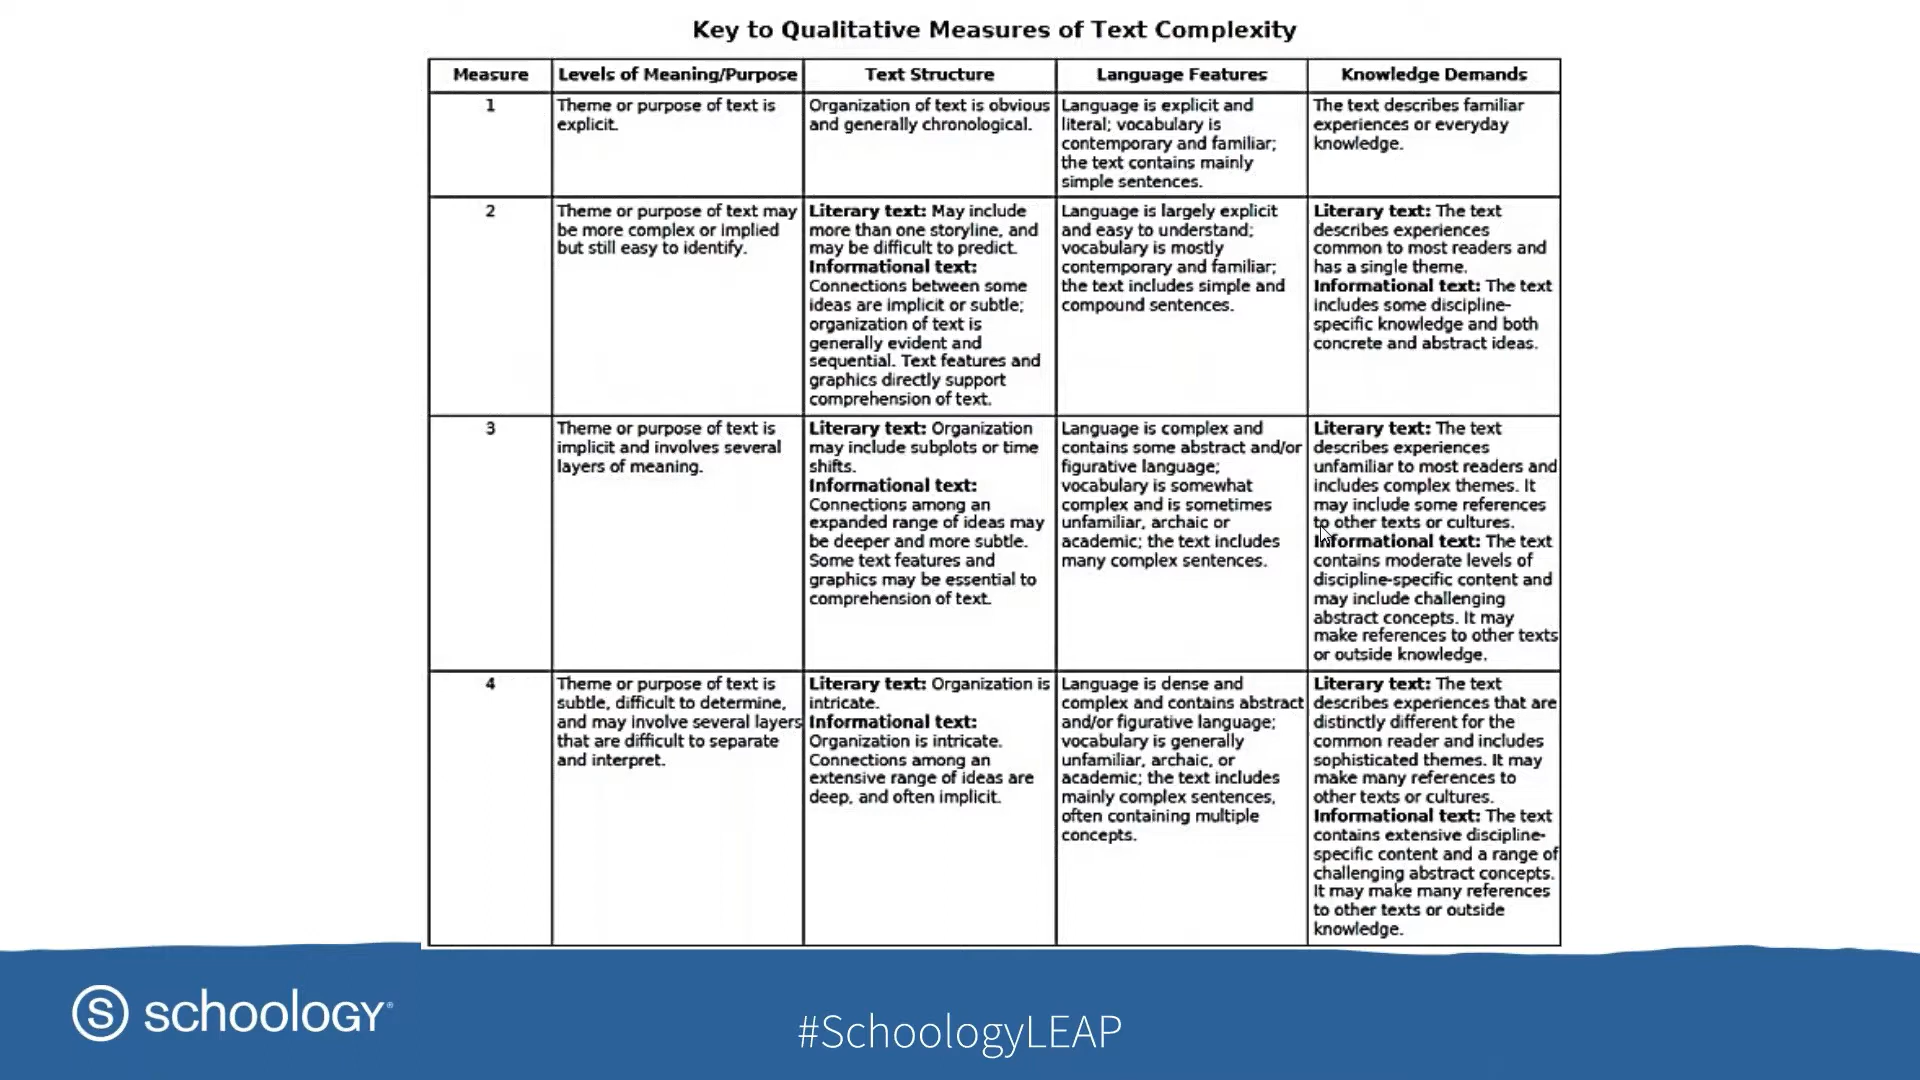 Key to Qualitative Measures of Text Complexity
Measure
Levels of Meaning/Purpose
Text Structure
Language Features
Knowledge Demands
1
Theme or purpose of text is
explicit.
Organization of text is obvious
and generally chronological.
Language is explicit and
literal; vocabulary is
contemporary and familiar;
the text contains mainly
simple sentences.
The text describes familiar
experiences or everyday
knowledge.
2
Theme or purpose of text may
be more complex or implied
but still easy to identify.
Literary text: May include
more than one storyline, and
may be difficult to predict.
Informational text:
Connections between some
ideas are implicit or subtle;
organization of text is
generally evident and
sequential. Text features and
graphics directly support
comprehension of text.
Language is largely explicit
and easy to understand;
vocabulary is mostly
contemporary and familiar;
the text includes simple and
compound sentences.
Literary text: The text
describes experiences
common to most readers and
has a single theme.
Informational text: The text
includes some discipline-
specific knowledge and both
concrete and abstract ideas.
3
Theme or purpose of text is
implicit and involves several
layers of meaning.
Literary text: Organization
may include subplots or time
shifts.
Informational text:
Connections among an
expanded range of ideas may
be deeper and more subtle.
Some text features and
graphics may be essential to
comprehension of text.
Language is complex and
contains some abstract and/or
figurative language;
vocabulary is somewhat
complex and is sometimes
unfamiliar, archaic or
academic; the text includes
many complex sentences.
Literary text: The text
describes experiences
unfamiliar to most readers and
includes complex themes. It
may include some references
to other texts or cultures.
Informational text: The text
contains moderate levels of
discipline-specific content and
may include challenging
abstract concepts. It may
make references to other texts
or outside knowledge.
4
Theme or purpose of text is
subtle, difficult to determine,
and may involve several layers
that are difficult to separate
and interpret.
Literary text: Organization is
intricate.
Informational text:
Organization is intricate.
Connections among an
extensive range of ideas are
deep, and often implicit.
Language is dense and
complex and contains abstract
and/or figurative language;
vocabulary is generally
unfamiliar, archaic, or
academic; the text includes
mainly complex sentences,
often containing multiple
concepts.
Literary text: The text
describes experiences that are
distinctly different for the
common reader and includes
sophisticated themes. It may
make many references to
other texts or cultures.
Informational text: The text
contains extensive discipline-
specific content and a range of
challenging abstract concepts.
It may make many references
to other texts or outside
knowledge.
S schoology®
#SchoologyLEAP